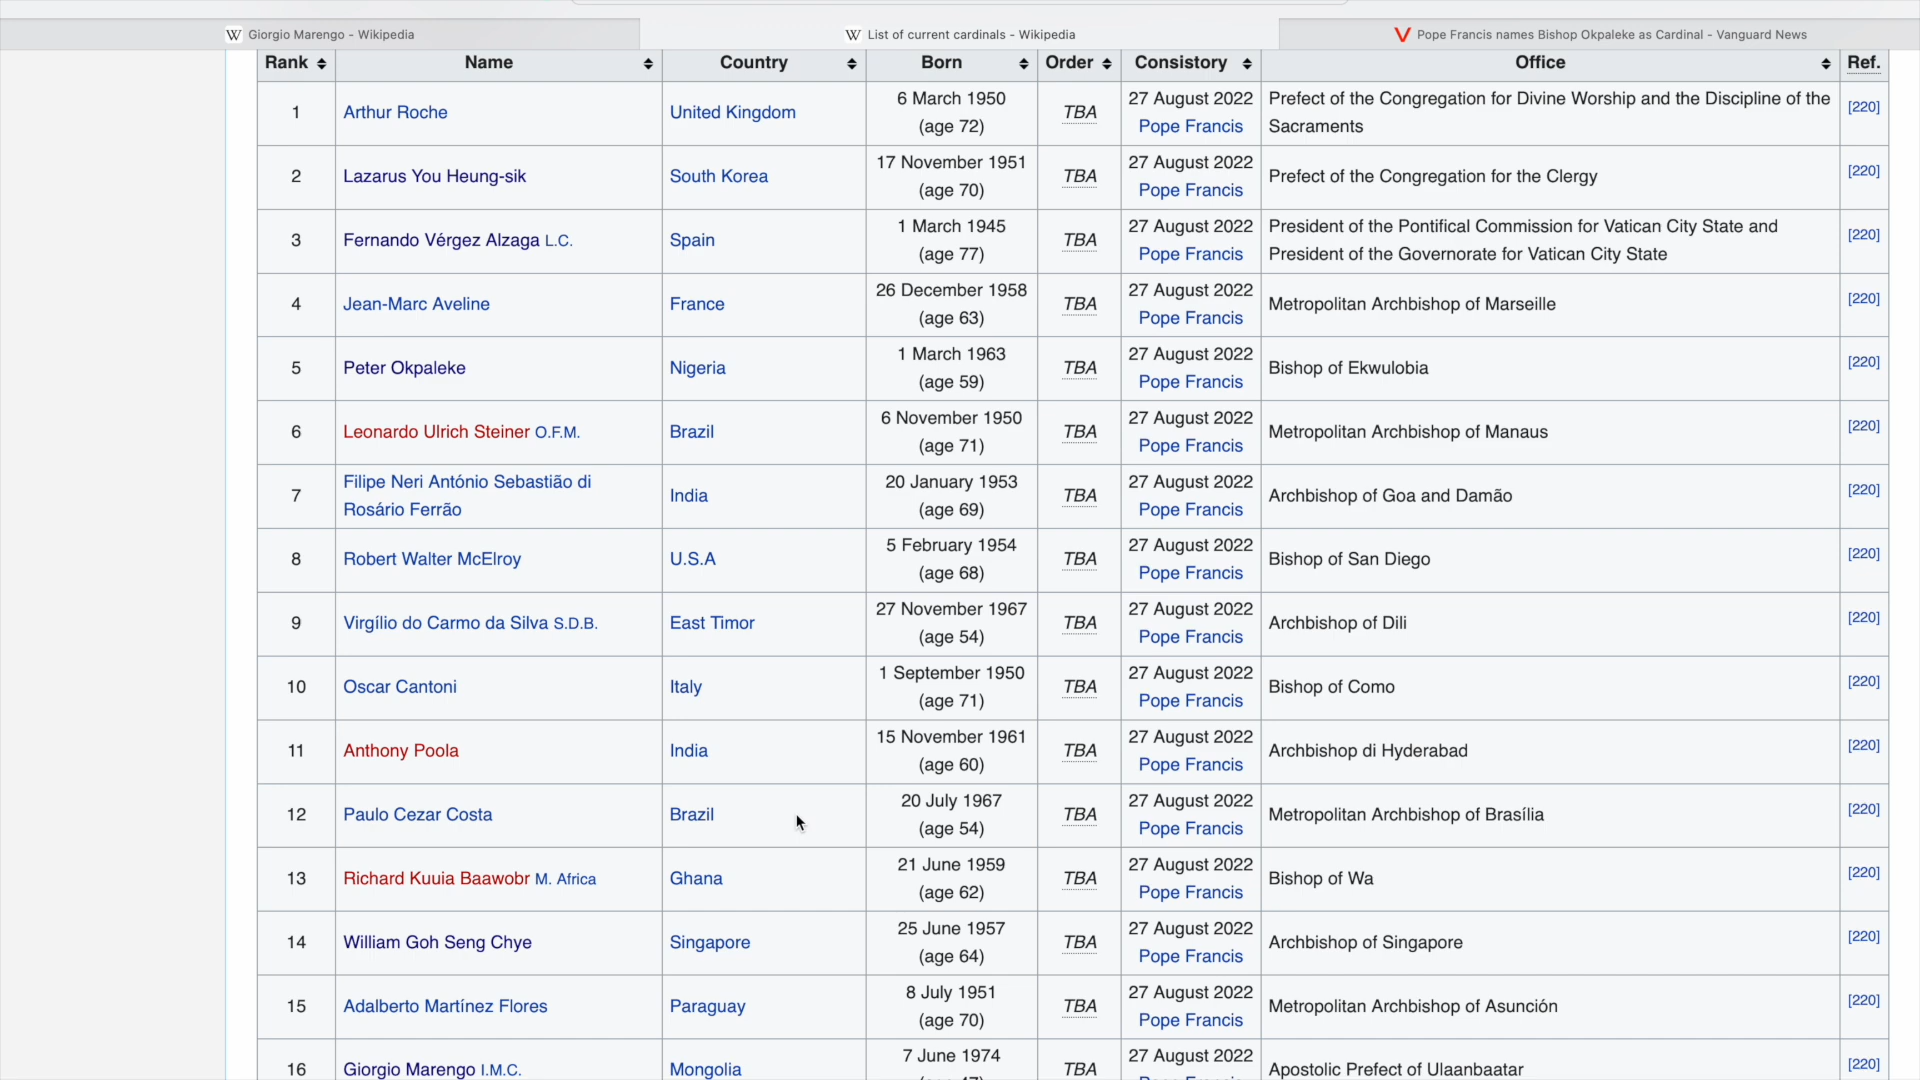 Giorgio Marengo - Wikipedia
List of current cardinals - Wikipedia
Pope Francis names Bishop Okpaleke as Cardinal - Vanguard News
Rank Name Country Born Order Consistory Office Ref.
1 Arthur Roche United Kingdom 6 March 1950 (age 72) TBA 27 August 2022 Pope Francis Prefect of the Congregation for Divine Worship and the Discipline of the Sacraments [220]
2 Lazarus You Heung-sik South Korea 17 November 1951 (age 70) TBA 27 August 2022 Pope Francis Prefect of the Congregation for the Clergy [220]
3 Fernando Vérgez Alzaga L.C. Spain 1 March 1945 (age 77) TBA 27 August 2022 Pope Francis President of the Pontifical Commission for Vatican City State and President of the Governorate for Vatican City State [220]
4 Jean-Marc Aveline France 26 December 1958 (age 63) TBA 27 August 2022 Pope Francis Metropolitan Archbishop of Marseille [220]
5 Peter Okpaleke Nigeria 1 March 1963 (age 59) TBA 27 August 2022 Pope Francis Bishop of Ekwulobia [220]
6 Leonardo Ulrich Steiner O.F.M. Brazil 6 November 1950 (age 71) TBA 27 August 2022 Pope Francis Metropolitan Archbishop of Manaus [220]
7 Filipe Neri António Sebastião di Rosário Ferrão India 20 January 1953 (age 69) TBA 27 August 2022 Pope Francis Archbishop of Goa and Damão [220]
8 Robert Walter McElroy U.S.A 5 February 1954 (age 68) TBA 27 August 2022 Pope Francis Bishop of San Diego [220]
9 Virgílio do Carmo da Silva S.D.B. East Timor 27 November 1967 (age 54) TBA 27 August 2022 Pope Francis Archbishop of Dili [220]
10 Oscar Cantoni Italy 1 September 1950 (age 71) TBA 27 August 2022 Pope Francis Bishop of Como [220]
11 Anthony Poola India 15 November 1961 (age 60) TBA 27 August 2022 Pope Francis Archbishop di Hyderabad [220]
12 Paulo Cezar Costa Brazil 20 July 1967 (age 54) TBA 27 August 2022 Pope Francis Metropolitan Archbishop of Brasília [220]
13 Richard Kuuia Baawobr M. Africa Ghana 21 June 1959 (age 62) TBA 27 August 2022 Pope Francis Bishop of Wa [220]
14 William Goh Seng Chye Singapore 25 June 1957 (age 64) TBA 27 August 2022 Pope Francis Archbishop of Singapore [220]
15 Adalberto Martínez Flores Paraguay 8 July 1951 (age 70) TBA 27 August 2022 Pope Francis Metropolitan Archbishop of Asunción [220]
16 Giorgio Marengo I.M.C. Mongolia 7 June 1974 TBA 27 August 2022 Apostolic Prefect of Ulaanbaatar [220]